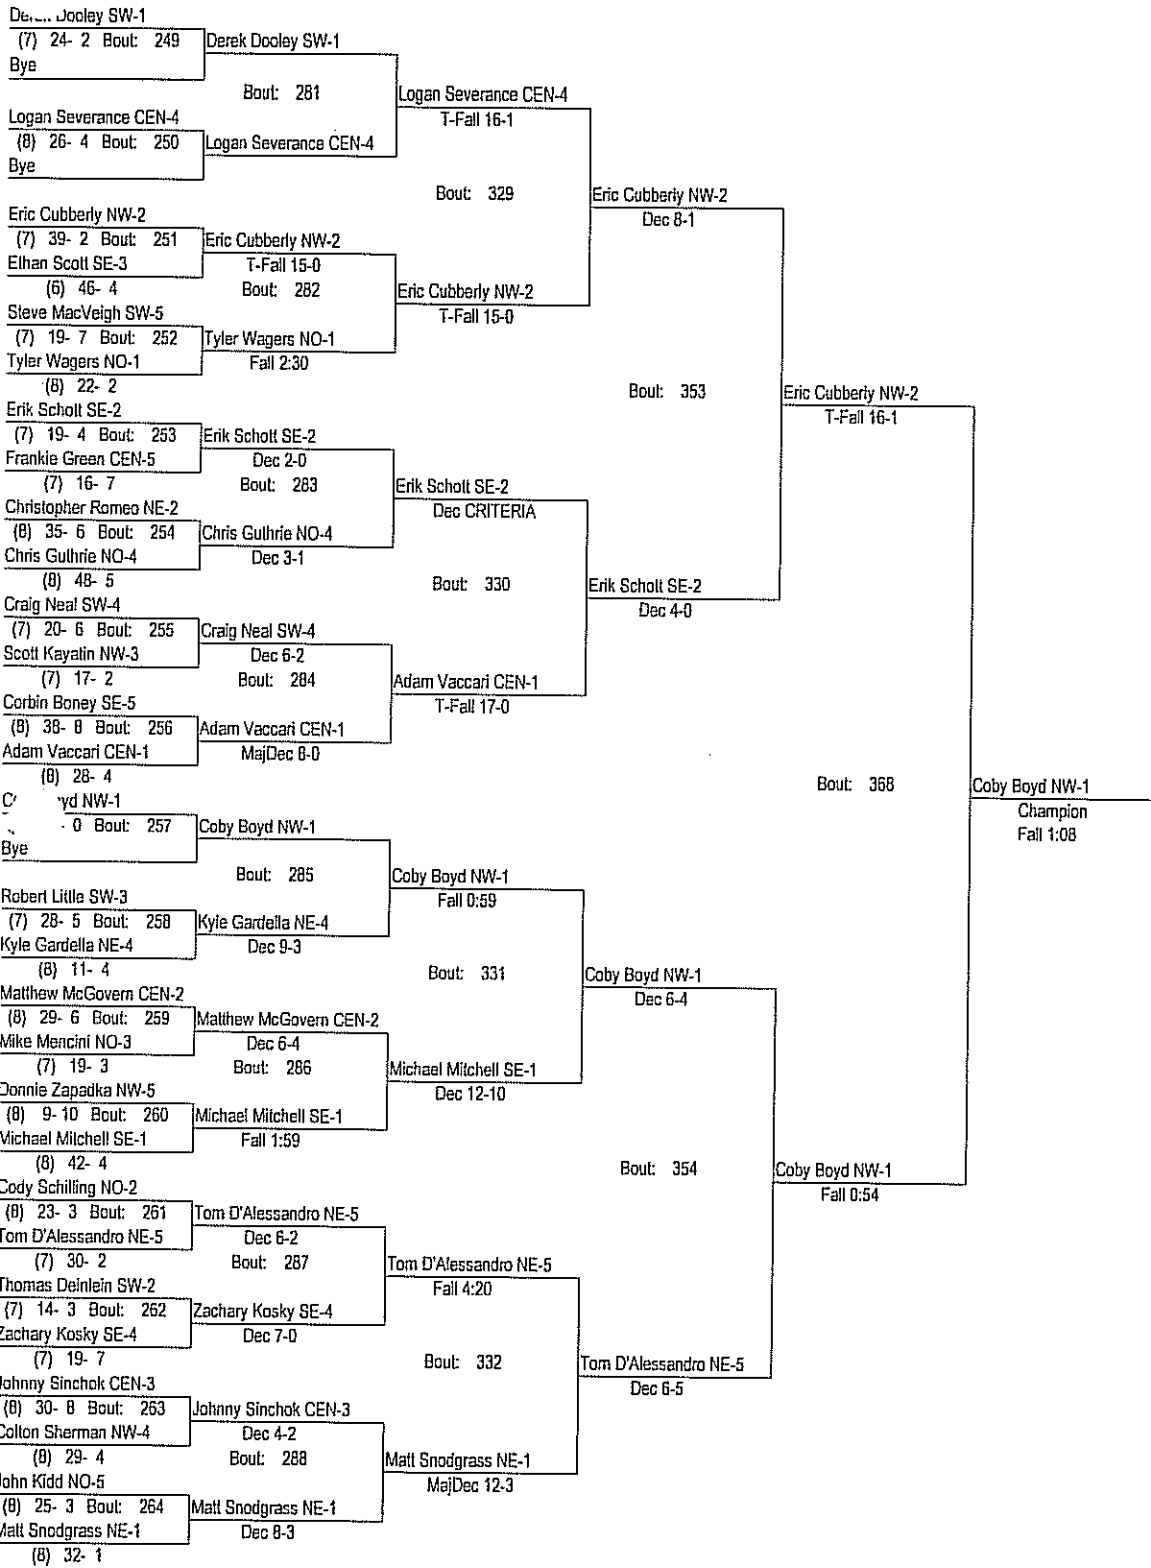 Dooley SW-1
(7) 24- 2 Bout: 249
Derek Dooley SW-1
Bye
Bout: 281
Logan Severance CEN-4
T-Fall 16-1
Logan Severance CEN-4
(8) 26- 4 Bout: 250
Logan Severance CEN-4
Bye
Bout: 329
Eric Cubberly NW-2
Dec 8-1
Eric Cubberly NW-2
(7) 39- 2 Bout: 251
Eric Cubberly NW-2
Elhan Scott SE-3
T-Fall 15-0
(6) 46- 4
Bout: 282
Eric Cubberly NW-2
T-Fall 15-0
Steve MacVeigh SW-5
(7) 19- 7 Bout: 252
Tyler Wagers NO-1
Tyler Wagers NO-1
Fall 2:30
(8) 22- 2
Bout: 353
Eric Cubberly NW-2
T-Fall 16-1
Erik Schott SE-2
(7) 19- 4 Bout: 253
Erik Schott SE-2
Frankie Green CEN-5
Dec 2-0
(7) 16- 7
Bout: 283
Erik Schott SE-2
Dec CRITERIA
Christopher Romeo NE-2
(8) 35- 6 Bout: 254
Chris Guthrie NO-4
Chris Guthrie NO-4
Dec 3-1
(8) 48- 5
Bout: 330
Erik Schott SE-2
Dec 4-0
Craig Neal SW-4
(7) 20- 6 Bout: 255
Craig Neal SW-4
Scott Kayatin NW-3
Dec 6-2
(7) 17- 2
Bout: 284
Adam Vaccari CEN-1
T-Fall 17-0
Corbin Boney SE-5
(8) 38- 8 Bout: 256
Adam Vaccari CEN-1
Adam Vaccari CEN-1
MajDec 8-0
(8) 28- 4
Bout: 368
Coby Boyd NW-1
Champion
Fall 1:08
NW-1
0 Bout: 257
Coby Boyd NW-1
Bye
Bout: 285
Coby Boyd NW-1
Fall 0:59
Robert Little SW-3
(7) 28- 5 Bout: 258
Kyle Gardella NE-4
Kyle Gardella NE-4
Dec 9-3
(8) 11- 4
Bout: 331
Coby Boyd NW-1
Dec 6-4
Matthew McGovern CEN-2
(8) 29- 6 Bout: 259
Matthew McGovern CEN-2
Mike Mencini NO-3
Dec 6-4
(7) 19- 3
Bout: 286
Michael Mitchell SE-1
Dec 12-10
Donnie Zapadka NW-5
(8) 9- 10 Bout: 260
Michael Mitchell SE-1
Michael Mitchell SE-1
Fall 1:59
(8) 42- 4
Bout: 354
Coby Boyd NW-1
Fall 0:54
Cody Schilling NO-2
(8) 23- 3 Bout: 261
Tom D'Alessandro NE-5
Tom D'Alessandro NE-5
Dec 6-2
(7) 30- 2
Bout: 287
Tom D'Alessandro NE-5
Fall 4:20
Thomas Deinlein SW-2
(7) 14- 3 Bout: 262
Zachary Kosky SE-4
Zachary Kosky SE-4
Dec 7-0
(7) 19- 7
Bout: 332
Tom D'Alessandro NE-5
Dec 6-5
Johnny Sinchok CEN-3
(8) 30- 8 Bout: 263
Johnny Sinchok CEN-3
Colton Sherman NW-4
Dec 4-2
(8) 29- 4
Bout: 288
Matt Snodgrass NE-1
MajDec 12-3
John Kidd NO-5
(8) 25- 3 Bout: 264
Matt Snodgrass NE-1
Matt Snodgrass NE-1
Dec 8-3
(8) 32- 1